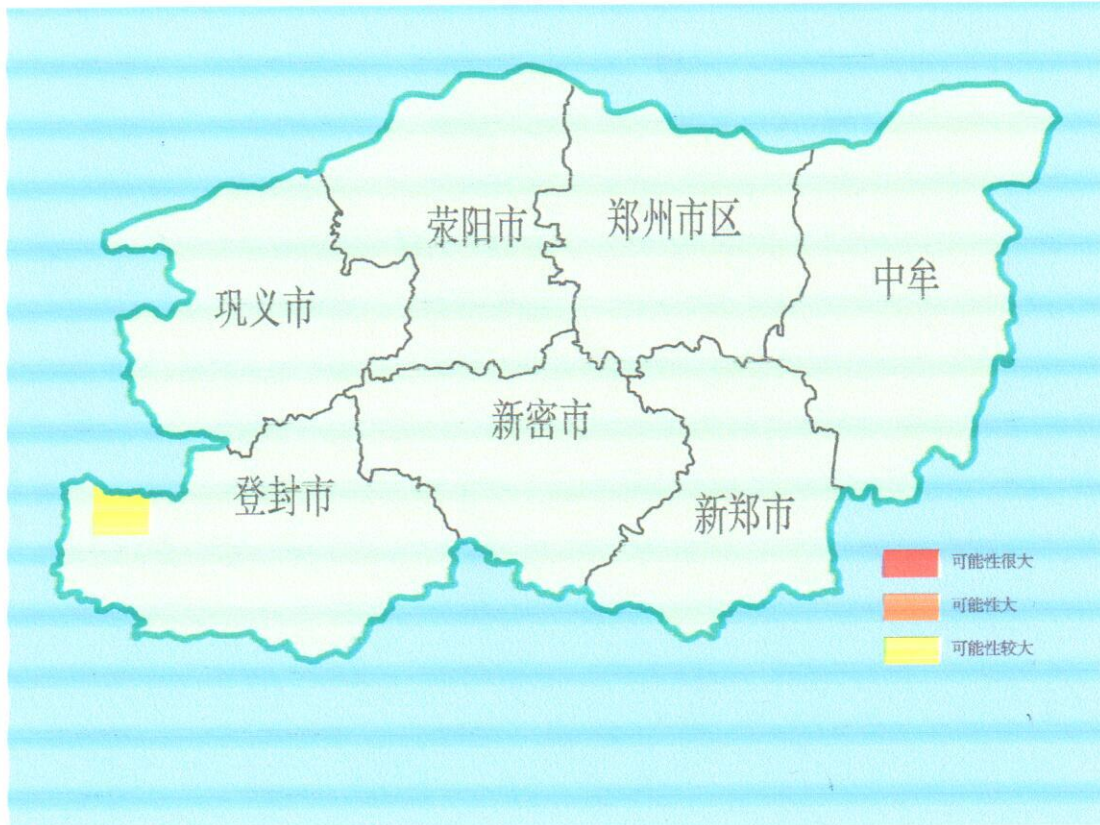 荥阳市
郑州市区
中牟
巩义市
新密市
登封市
新郑市
可能性很大
可能性大
可能性较大